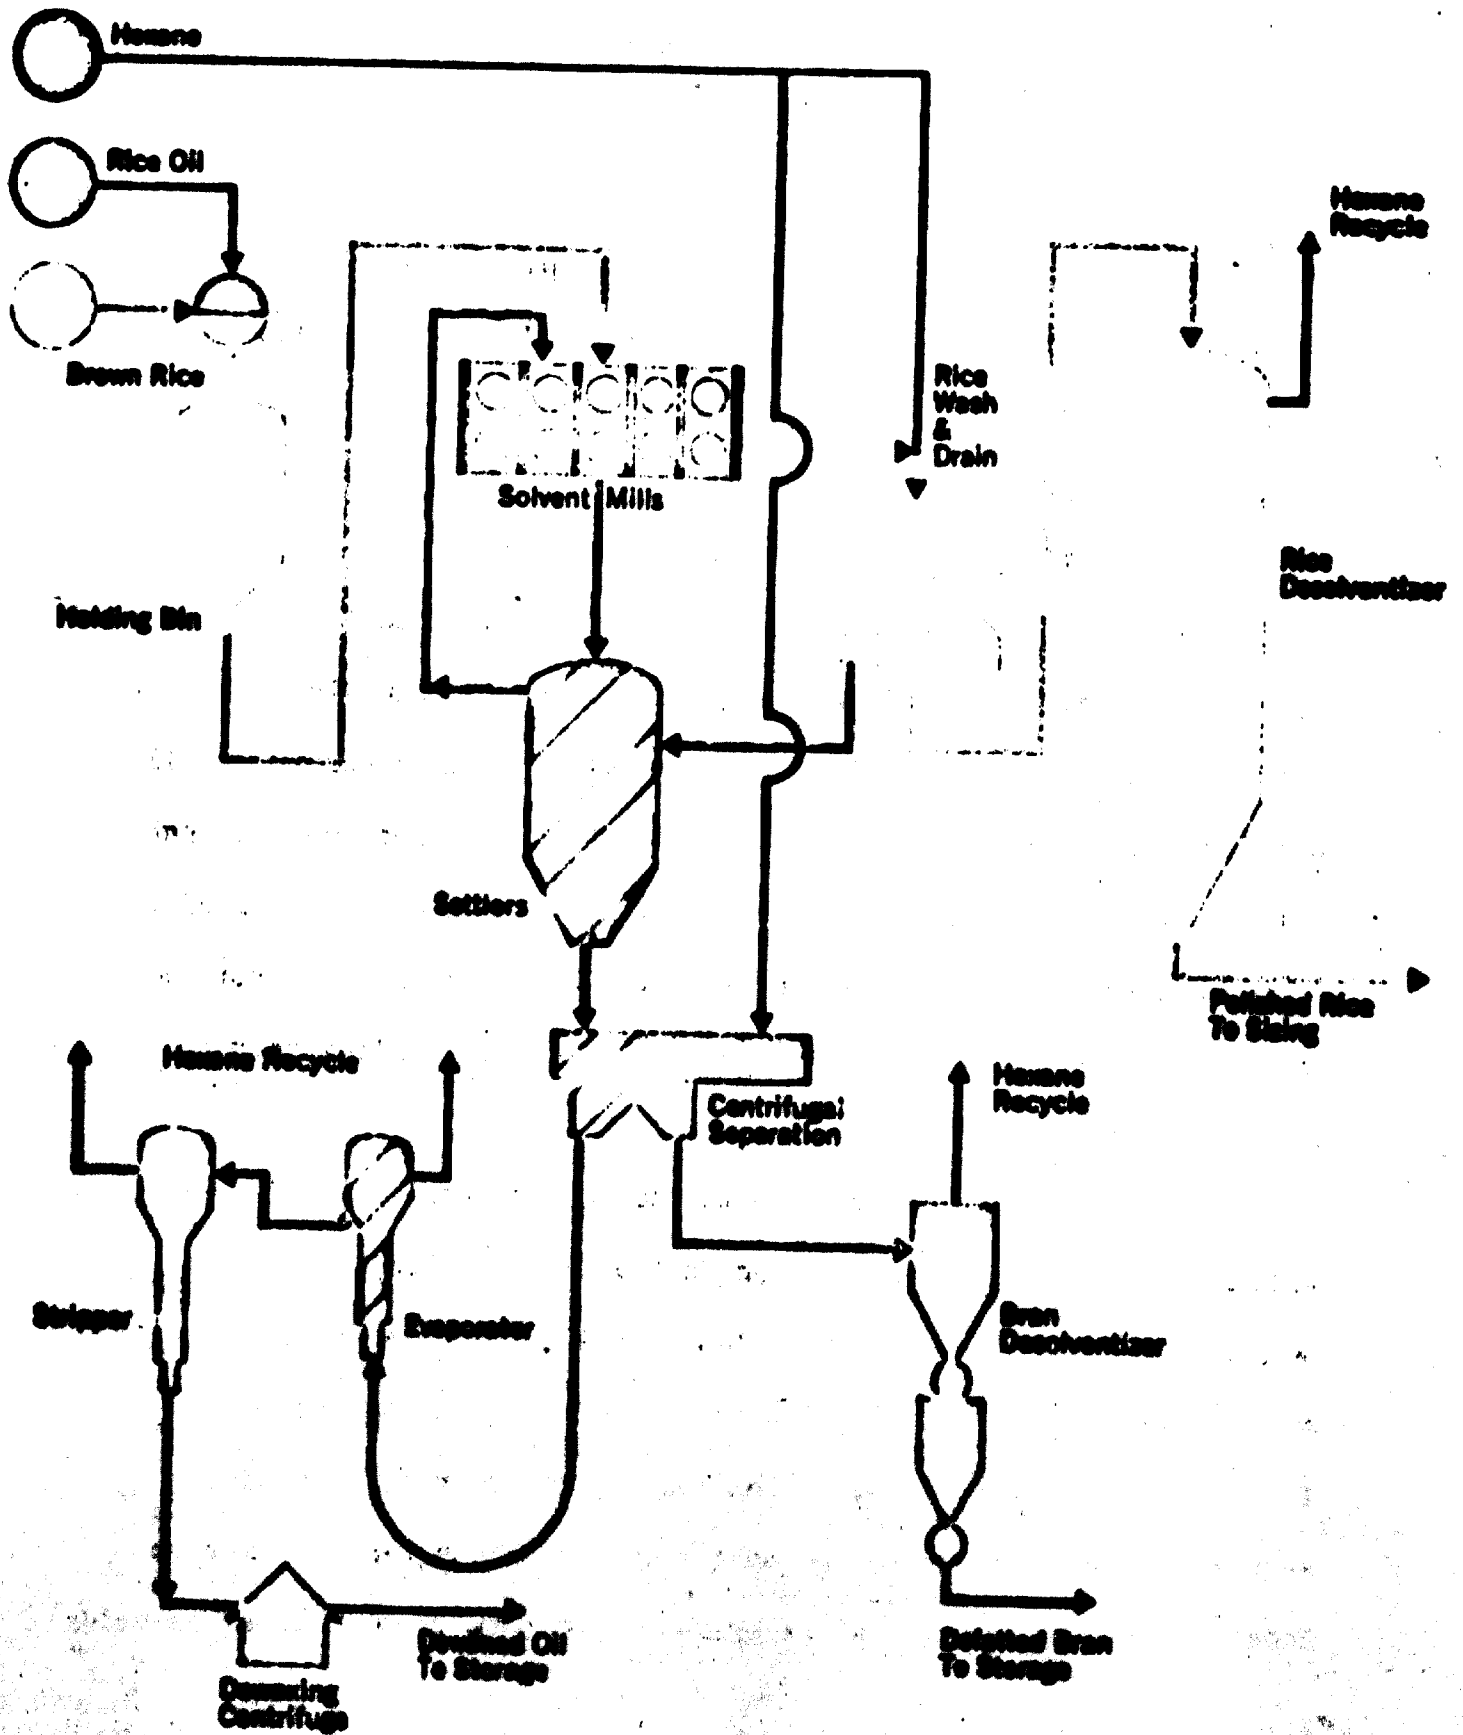 Hexane
Rice Oil
Hexane
Recycle
Brown Rice
Rice
Wash
&
Drain
Solvent Mills
Rice
Desolventizer
Holding Bin
Settlers
Polished Rice
To Sizing
Hexane Recycle
Hexane
Recycle
Centrifugal
Separation
Stripper
Evaporator
Bran
Desolventizer
Dewaxed Oil
To Storage
Defatted Bran
To Storage
Dewaxing
Centrifuge